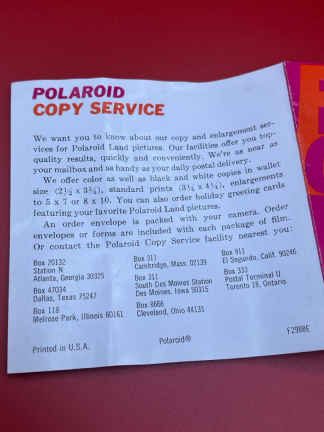 POLAROID
COPY SERVICE
We want you to know about our copy and enlargement ser-
vices for Polaroid Land pictures. Our facilities offer you top-
quality results, quickly and conveniently. We're as near as
your mailbox and as handy as your daily postal delivery.
We offer color as well as black and white copies in wallet
size (2½ x 3¼), standard prints (3¼ x 4¼), enlargements
to 5 x 7 or 8 x 10. You can also order holiday greeting cards
featuring your favorite Polaroid Land pictures.
An order envelope is packed with your camera. Order
envelopes or forms are included with each package of film.
Or contact the Polaroid Copy Service facility nearest you:
Box 20132
Station N
Atlanta, Georgia 30325
Box 47034
Dallas, Texas 75247
Box 118
Melrose Park, Illinois 60161
Box 911
Cambridge, Mass. 02139
Box 351
South Des Moines Station
Des Moines, Iowa 50315
Box 6666
Cleveland, Ohio 44131
Box 911
El Segundo, Calif. 90246
Box 333
Postal Terminal U
Toronto 19, Ontario
Printed in U.S.A.
Polaroid®
F2908E